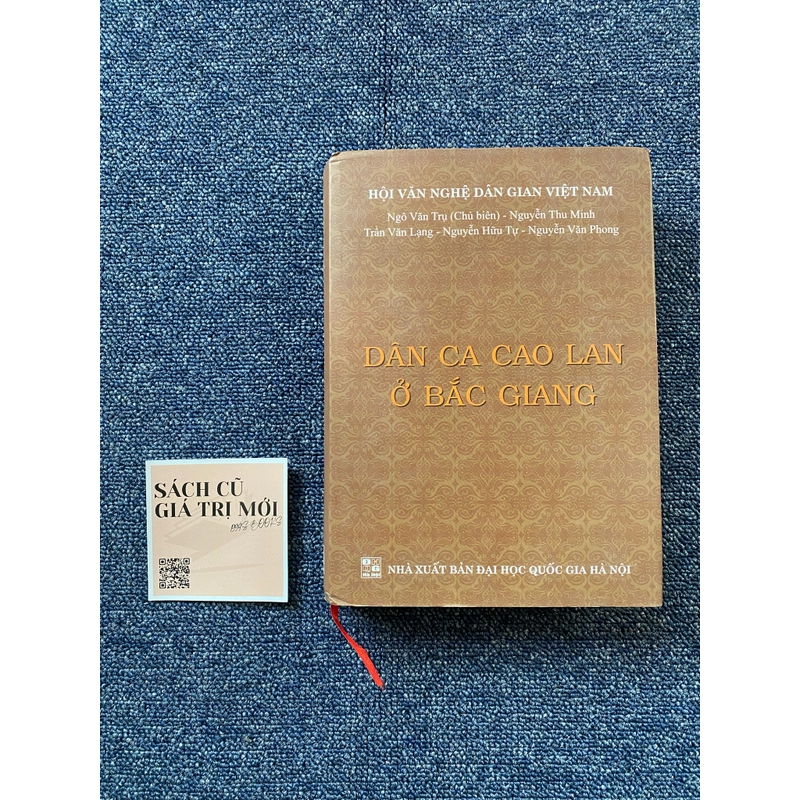 HỘI VĂN NGHỆ DÂN GIAN VIỆT NAM
Ngô Văn Trụ (Chủ biên) - Nguyễn Thu Minh
Trần Văn Lạng - Nguyễn Hữu Tự - Nguyễn Văn Phong
DÂN CA CAO LAN
Ở BẮC GIANG
NHÀ XUẤT BẢN ĐẠI HỌC QUỐC GIA HÀ NỘI
SÁCH CŨ
GIÁ TRỊ MỚI